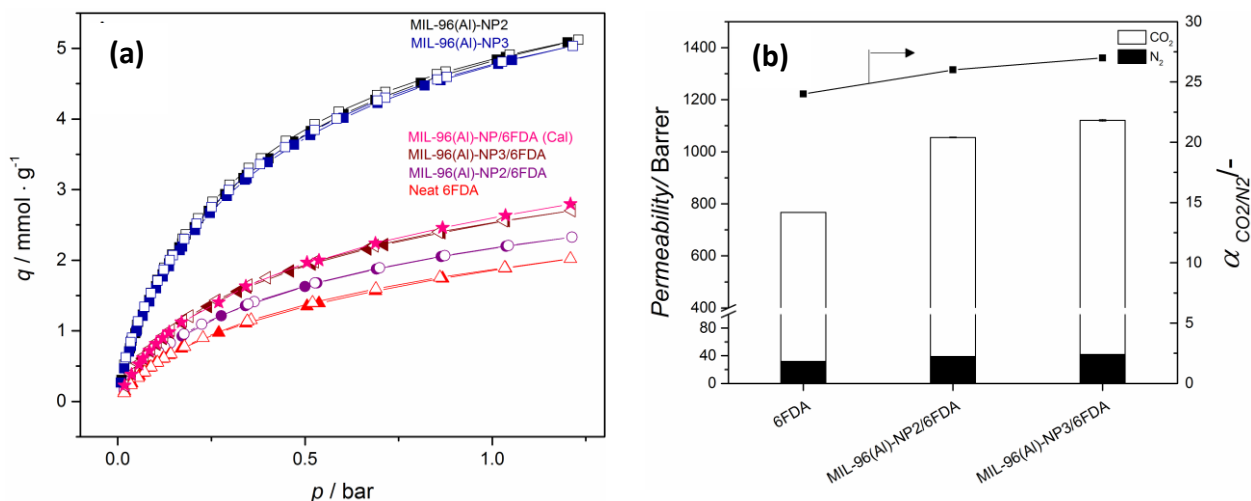 (a)
MIL-96(Al)-NP2
MIL-96(Al)-NP3
MIL-96(Al)-NP/6FDA (Cal)
MIL-96(Al)-NP3/6FDA
MIL-96(Al)-NP2/6FDA
Neat 6FDA
q / mmol · g⁻¹
5
4
3
2
1
0
0.0
0.5
1.0
p / bar
(b)
CO₂
N₂
Permeability/ Barrer
1400
1200
1000
800
600
400
80
40
0
30
25
20
15
10
5
0
α CO2/N2/-
6FDA
MIL-96(Al)-NP2/6FDA
MIL-96(Al)-NP3/6FDA